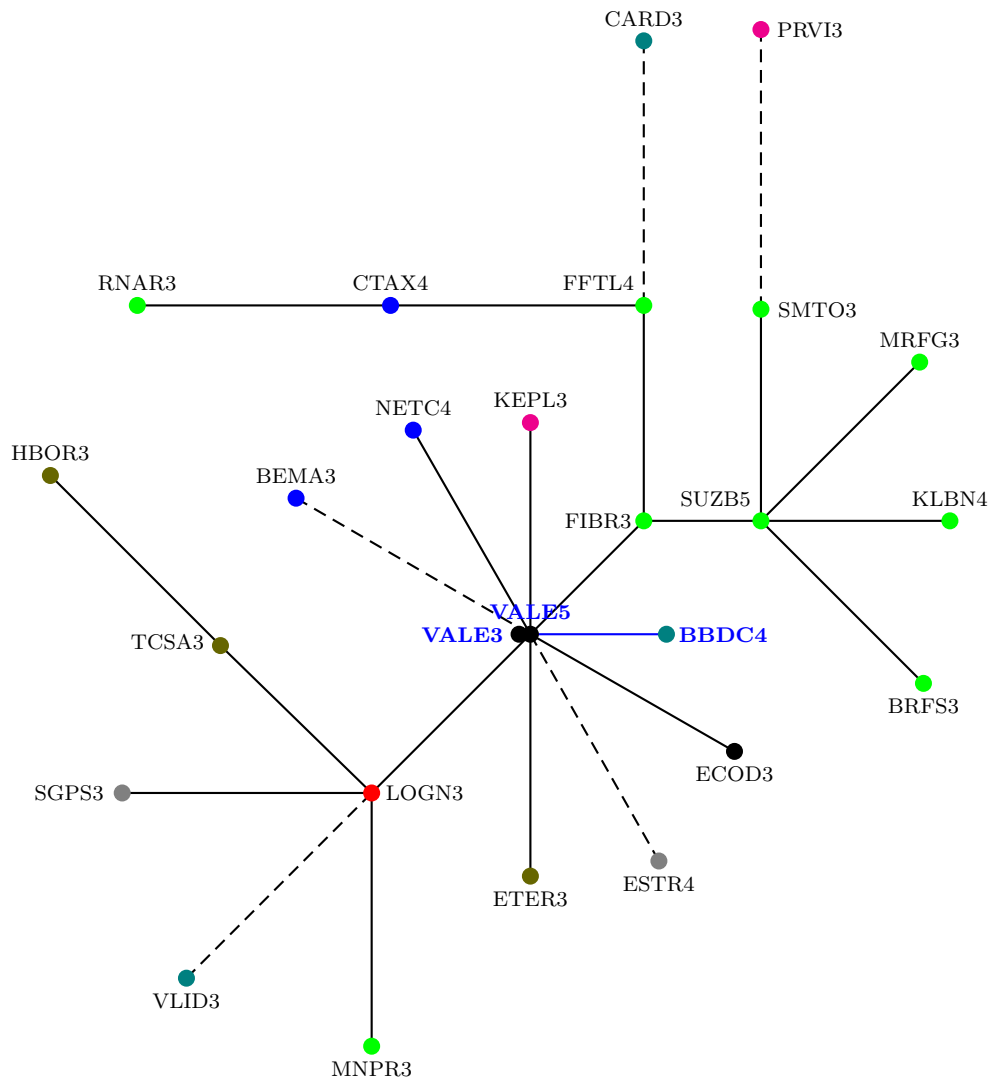 CARD3
PRVI3
RNAR3
CTAX4
FFTL4
SMTO3
MRFG3
NETC4
KEPL3
HBOR3
BEMA3
SUZB5
KLBN4
FIBR3
VALE5
VALE3
BBDC4
TCSA3
BRFS3
ECOD3
SGPS3
LOGN3
ESTR4
ETER3
VLID3
MNPR3